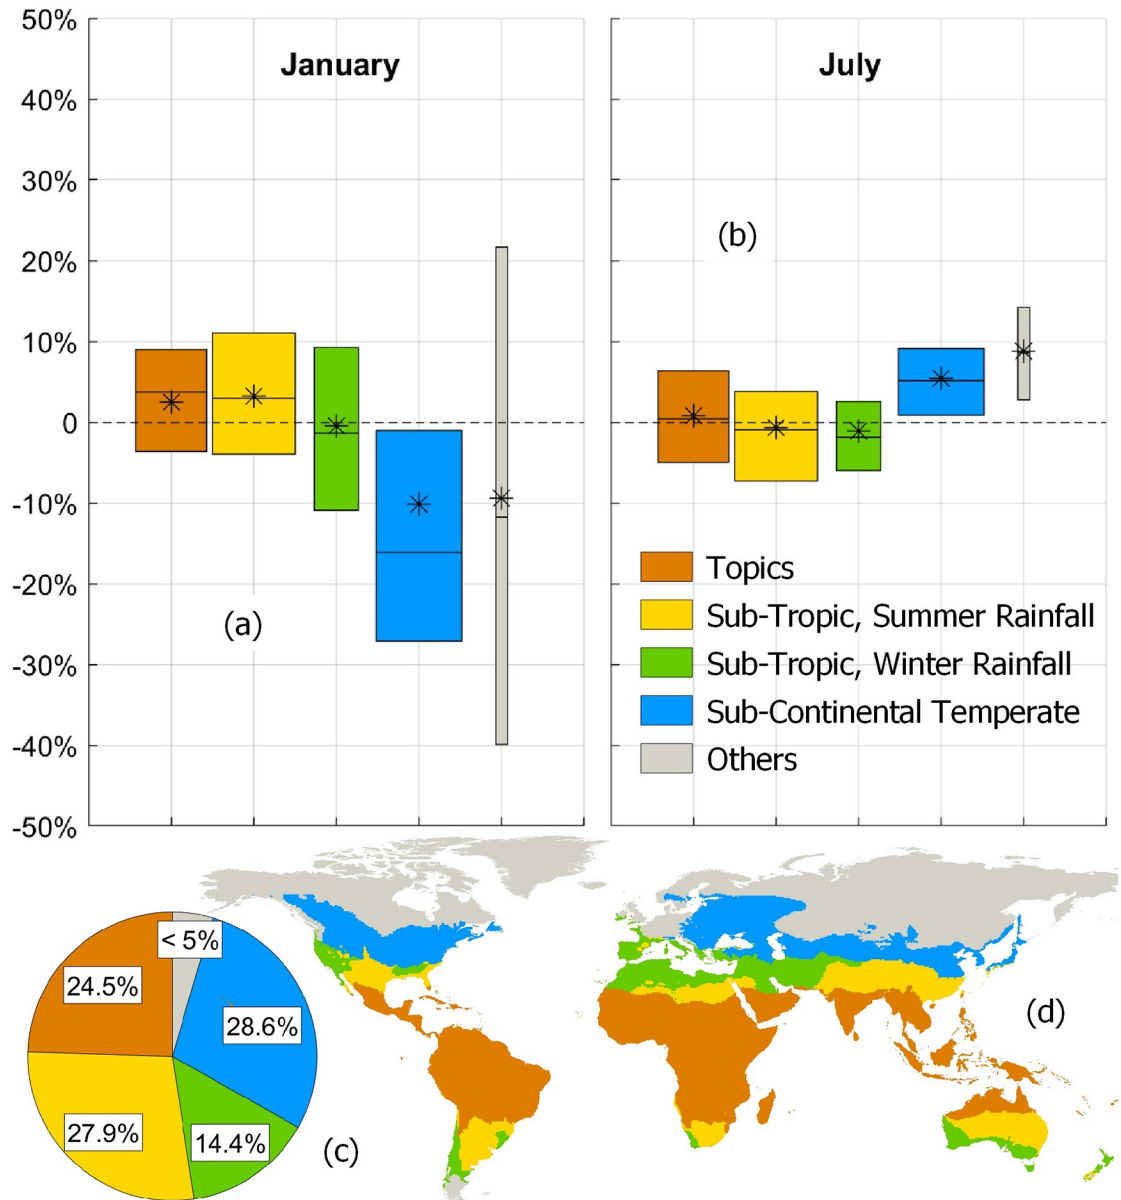 50%
40%
30%
20%
10%
0
-10%
-20%
-30%
-40%
-50%
January
(a)
July
(b)
Topics
Sub-Tropic, Summer Rainfall
Sub-Tropic, Winter Rainfall
Sub-Continental Temperate
Others
< 5%
24.5%
28.6%
27.9%
14.4%
(c)
(d)